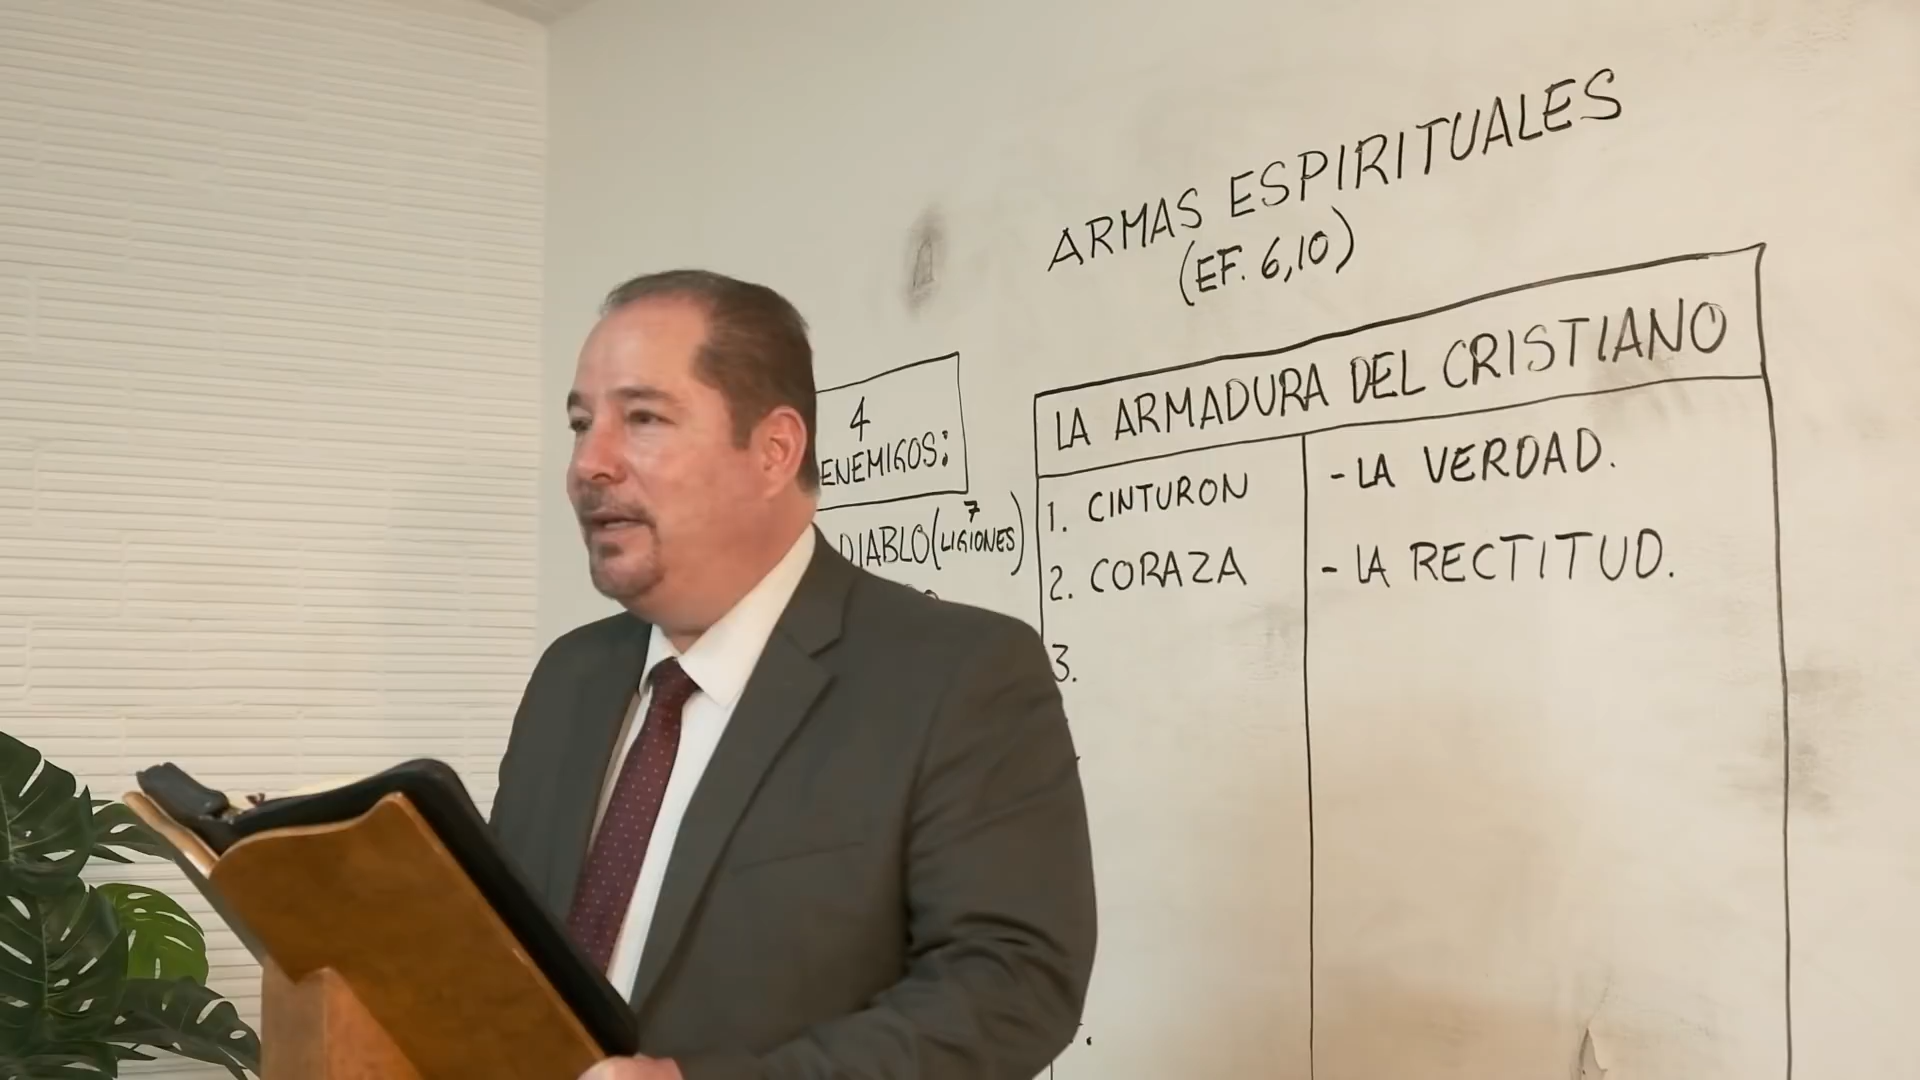 ARMAS ESPIRITUALES
(EF. 6,10)
4
ENEMIGOS:
7
DIABLO (LIGIONES)
LA ARMADURA DEL CRISTIANO
1. CINTURON - LA VERDAD.
2. CORAZA - LA RECTITUD.
3.